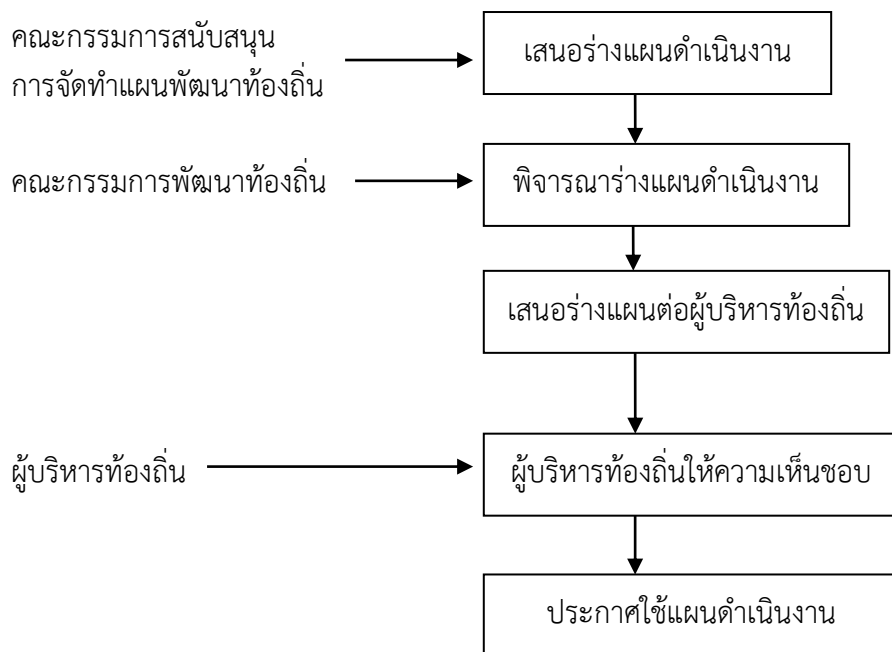 คณะกรรมการสนับสนุน
การจัดทำแผนพัฒนาท้องถิ่น
เสนอร่างแผนดำเนินงาน
คณะกรรมการพัฒนาท้องถิ่น
พิจารณาร่างแผนดำเนินงาน
เสนอร่างแผนต่อผู้บริหารท้องถิ่น
ผู้บริหารท้องถิ่น
ผู้บริหารท้องถิ่นให้ความเห็นชอบ
ประกาศใช้แผนดำเนินงาน